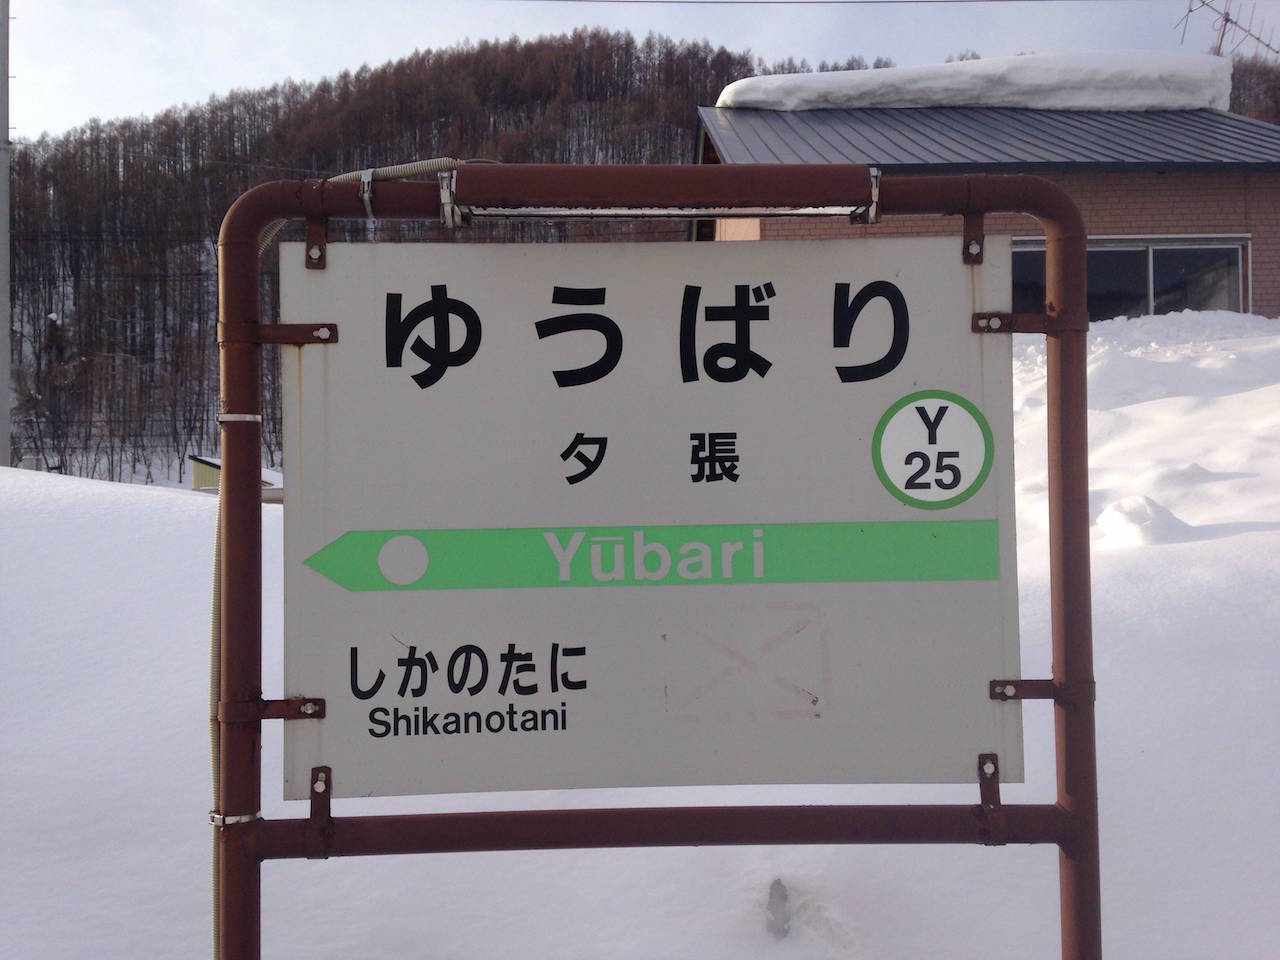 ゆうばり
夕張
Y
25
Yūbari
しかのたに
Shikanotani